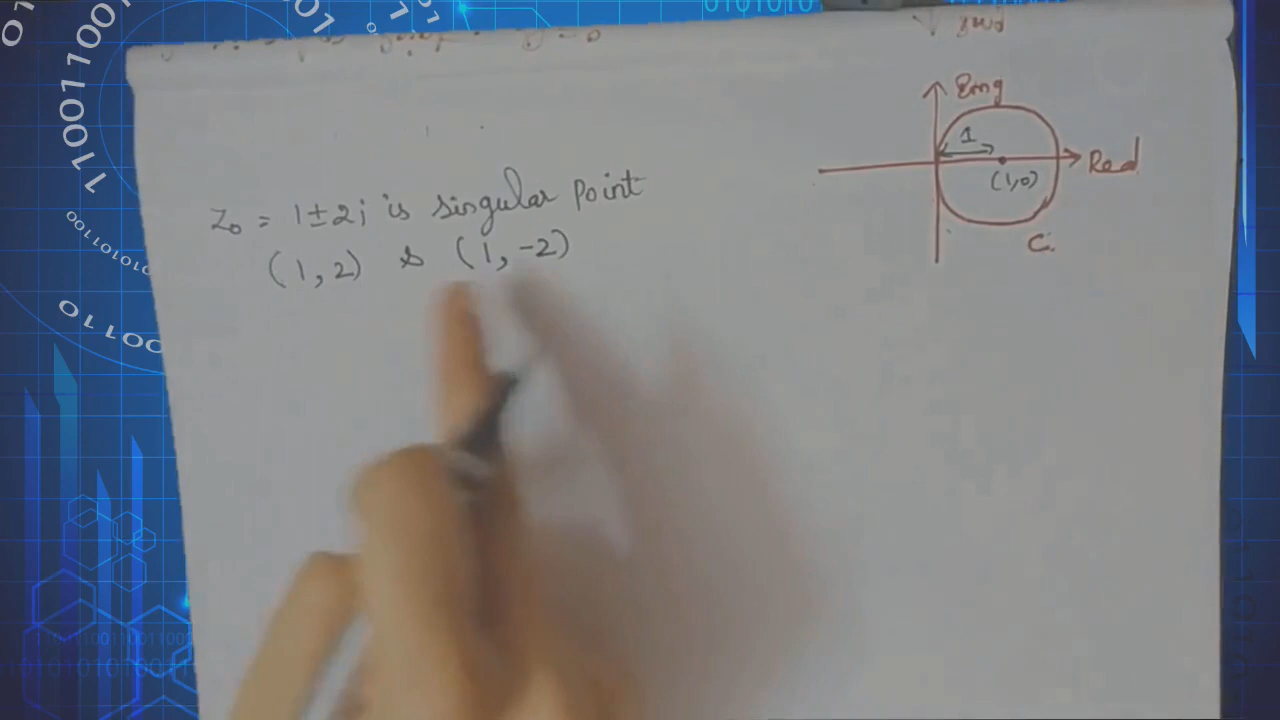 Z₀ = 1±2i is singular point
(1, 2) & (1, -2)
Img
1
Real
(1,0)
C